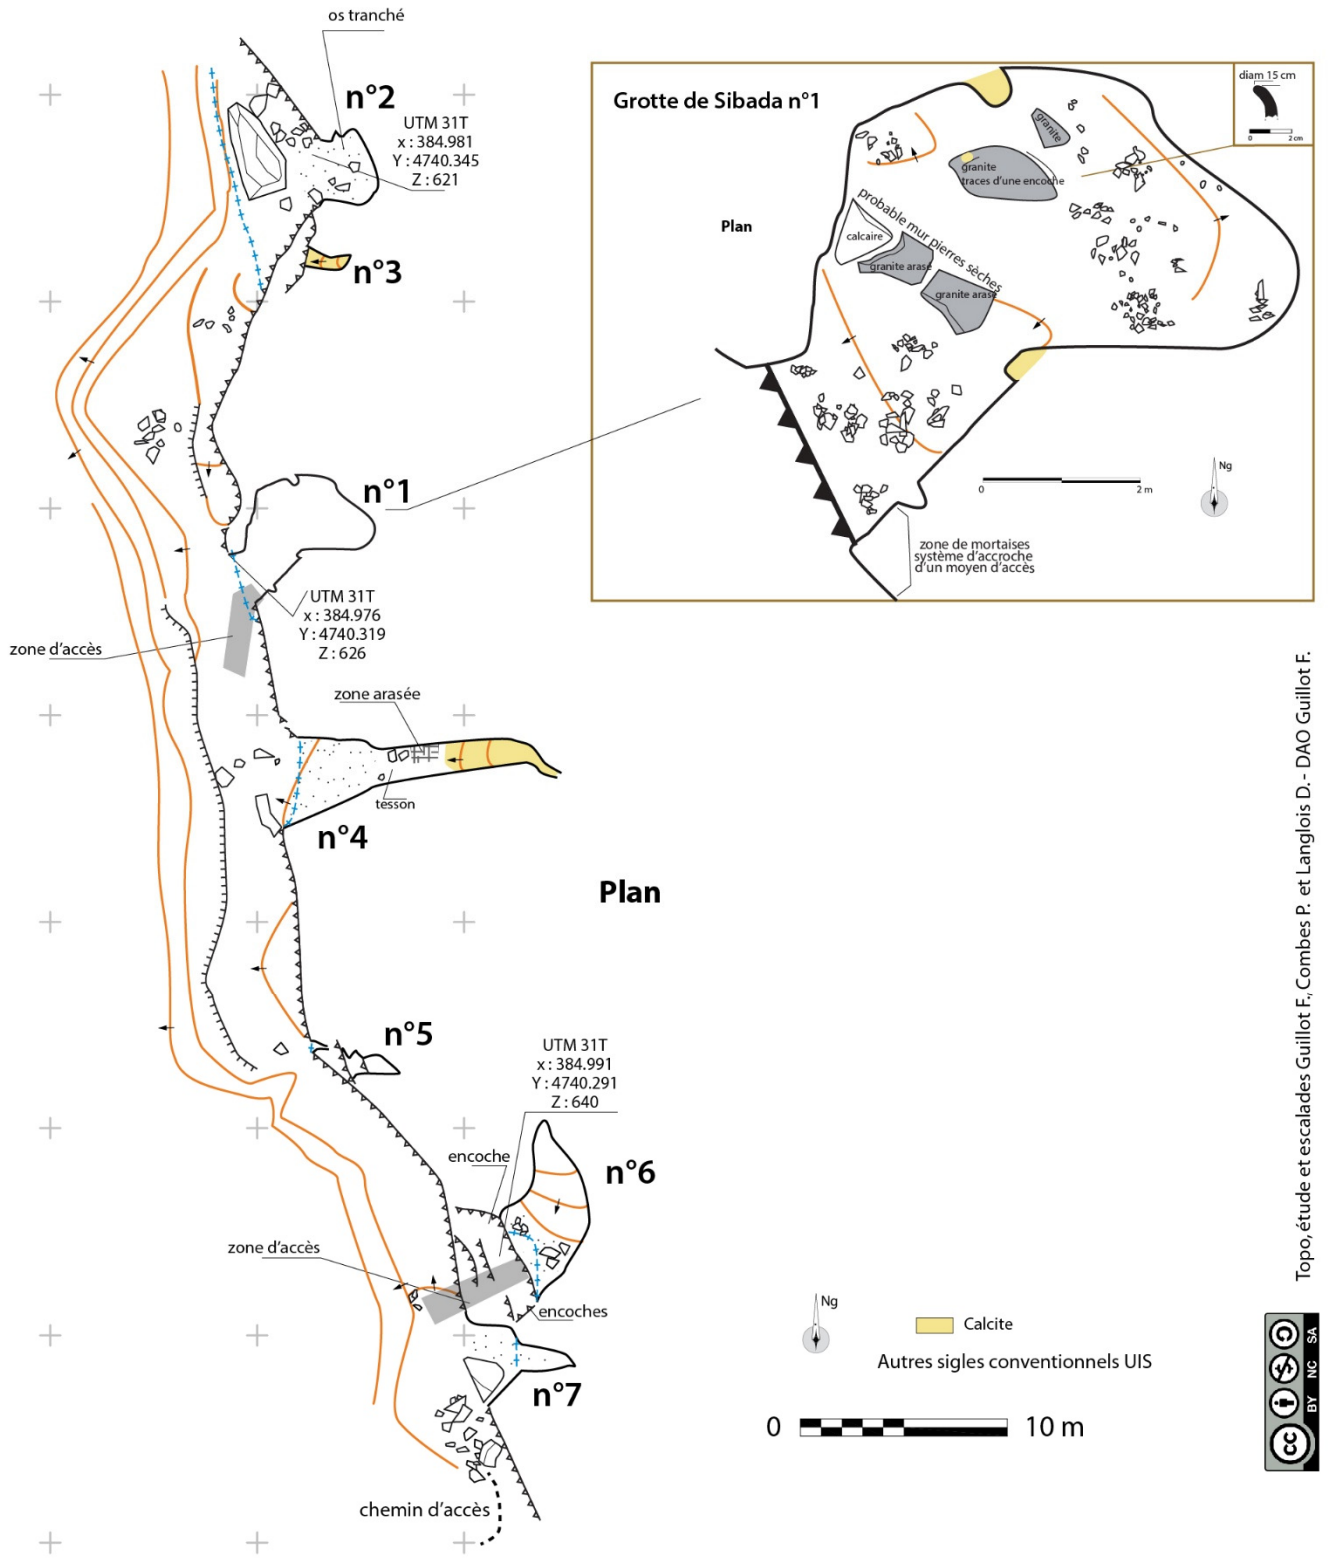 os tranché
n°2
UTM 31T
x : 384.981
Y : 4740.345
Z : 621
n°3
n°1
UTM 31T
x : 384.976
Y : 4740.319
Z : 626
zone d'accès
zone arasée
tesson
n°4
Plan
n°5
UTM 31T
x : 384.991
Y : 4740.291
Z : 640
encoche
n°6
zone d'accès
encoches
n°7
chemin d'accès
Grotte de Sibada n°1
diam 15 cm
0 2 cm
Plan
granite
granite
traces d'une encoche
probable mur pierres sèches
calcaire
granite arasé
granite arasé
Ng
0 2 m
zone de mortaises
système d'accroche
d'un moyen d'accès
Topo, étude et escalades Guillot F., Combes P. et Langlois D. - DAO Guillot F.
Ng
Calcite
Autres sigles conventionnels UIS
0 10 m
cc
BY NC SA